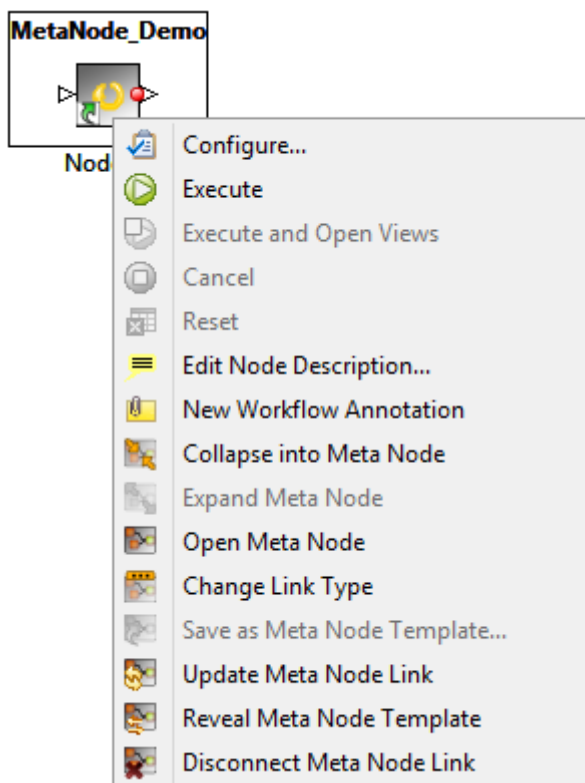 MetaNode_Demo
Configure...
Execute
Execute and Open Views
Cancel
Reset
Edit Node Description...
New Workflow Annotation
Collapse into Meta Node
Expand Meta Node
Open Meta Node
Change Link Type
Save as Meta Node Template...
Update Meta Node Link
Reveal Meta Node Template
Disconnect Meta Node Link